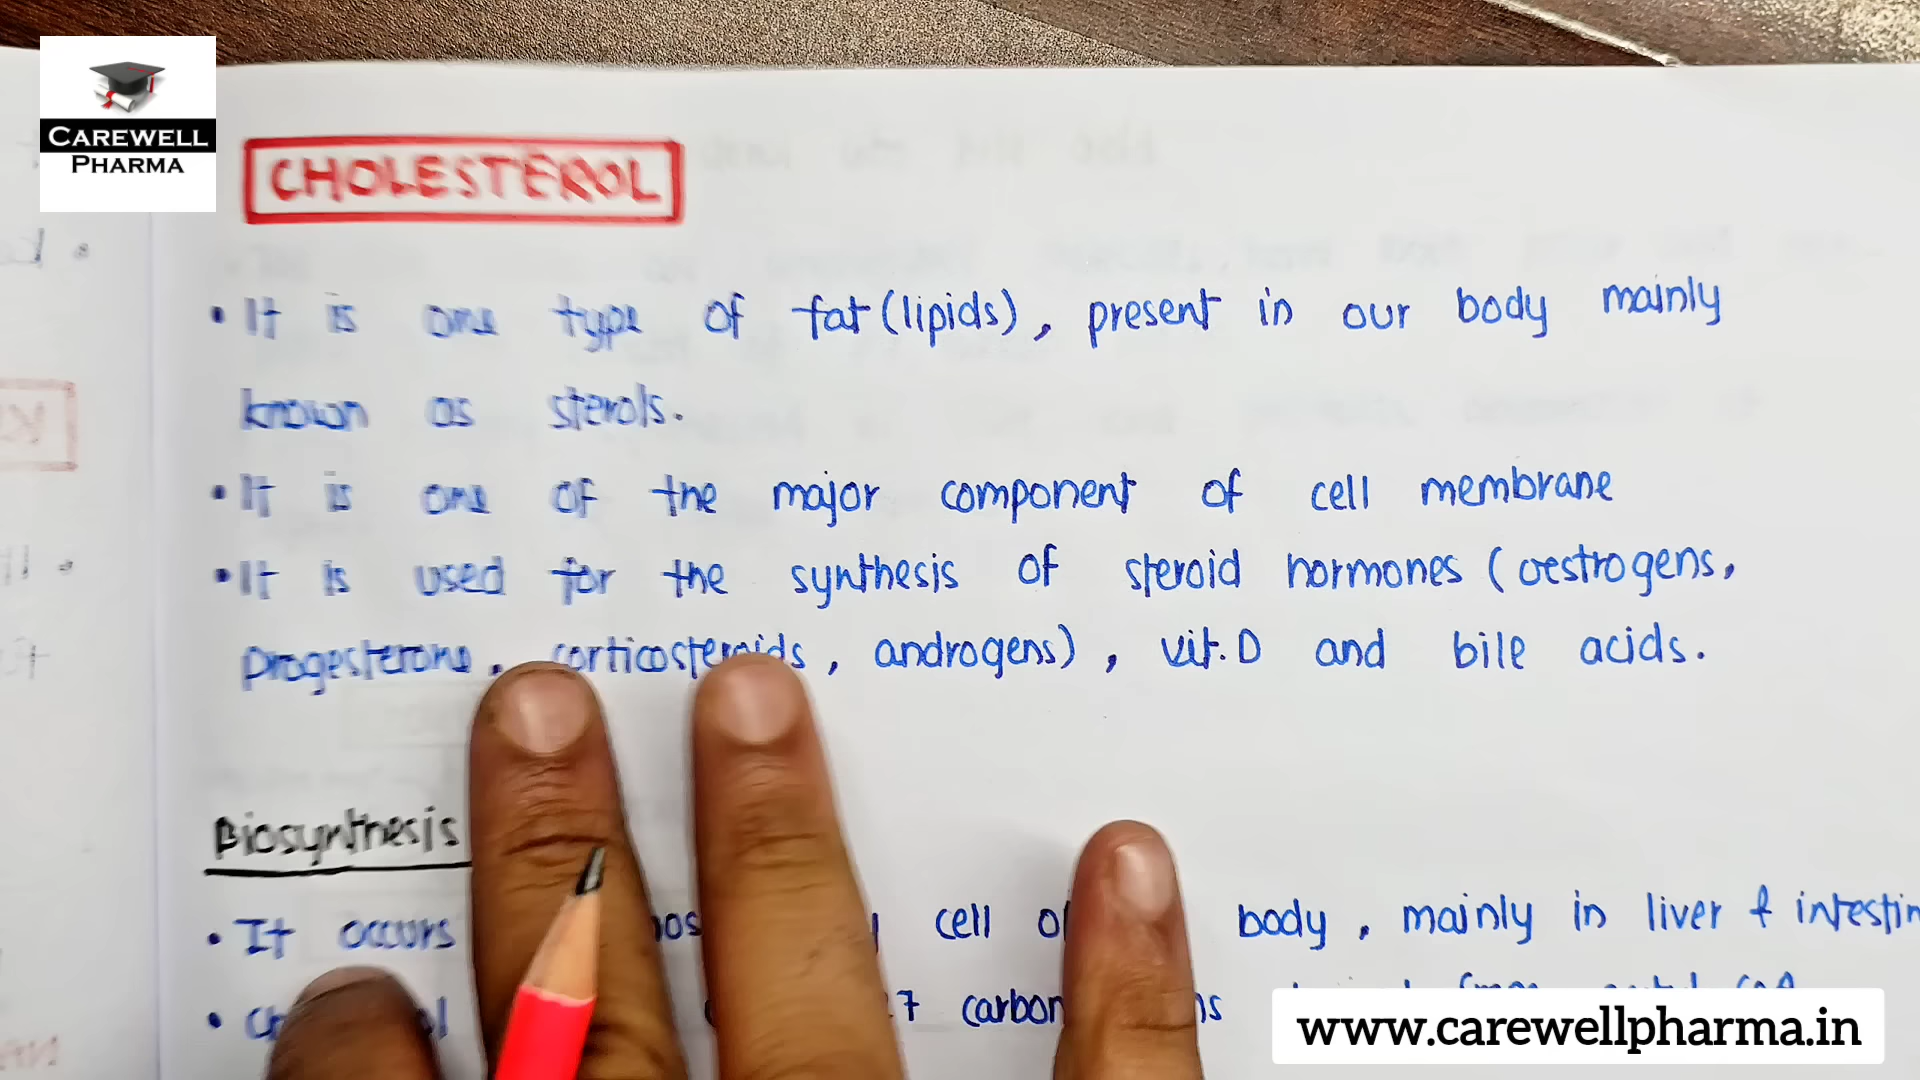 CAREWELL
PHARMA
CHOLESTEROL
• It is one type of fat (lipids), present in our body mainly
known as sterols.
• It is one of the major component of cell membrane
• It is used for the synthesis of steroid hormones (oestrogens,
progesterone, corticosteroids, androgens), vit. D and bile acids.
Biosynthesis
• It occurs cell body, mainly in liver & intestin
• 27 carbon
www.carewellpharma.in